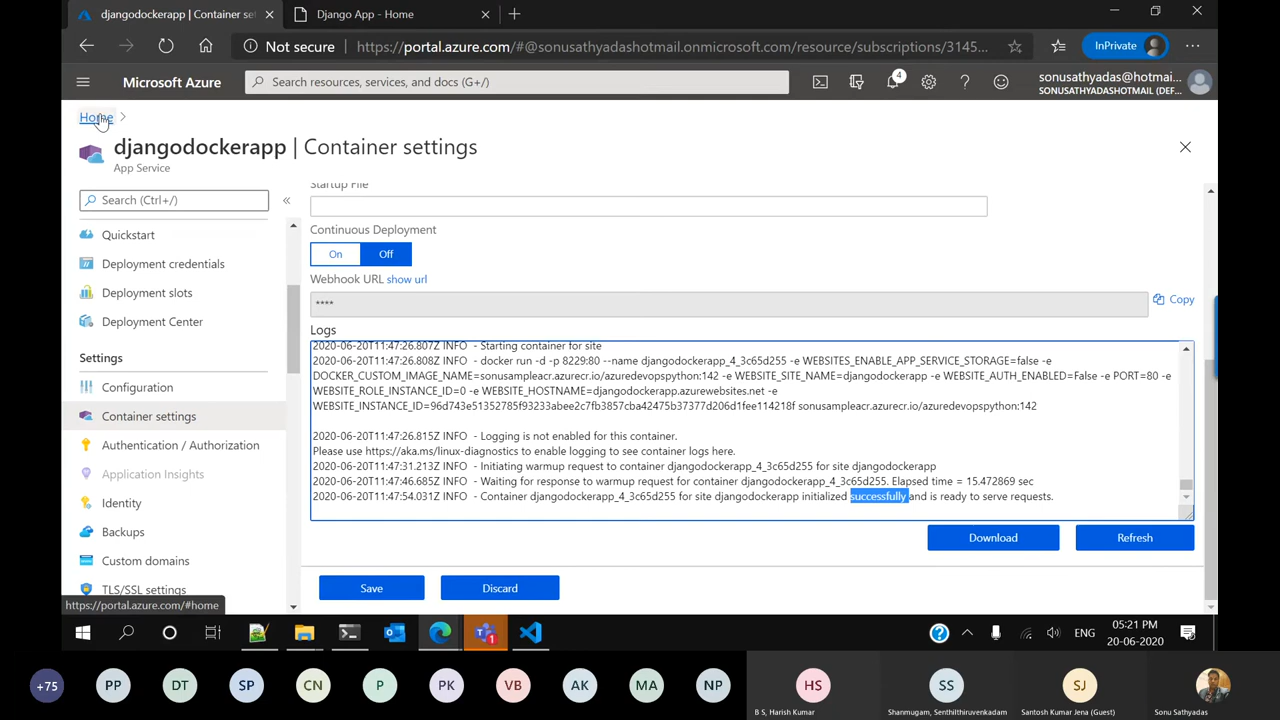 djangodockerapp | Container set
Django App - Home
Not secure
https://portal.azure.com/#@sonusathyadashotmail.onmicrosoft.com/resource/subscriptions/3145...
InPrivate
Microsoft Azure
Search resources, services, and docs (G+/)
4
sonusathyadas@hotmai...
SONUSATHYADASHOTMAIL (DEF...
Home
djangodockerapp | Container settings
App Service
Search (Ctrl+/)
Quickstart
Deployment credentials
Deployment slots
Deployment Center
Settings
Configuration
Container settings
Authentication / Authorization
Application Insights
Identity
Backups
Custom domains
TLS/SSL settings
https://portal.azure.com/#home
Startup File
Continuous Deployment
On
Off
Webhook URL show url
****
Copy
Logs
2020-06-20T11:47:26.807Z INFO - Starting container for site
2020-06-20T11:47:26.808Z INFO - docker run -d -p 8229:80 --name djangodockerapp_4_3c65d255 -e WEBSITES_ENABLE_APP_SERVICE_STORAGE=false -e
DOCKER_CUSTOM_IMAGE_NAME=sonusampleacr.azurecr.io/azuredevopspython:142 -e WEBSITE_SITE_NAME=djangodockerapp -e WEBSITE_AUTH_ENABLED=False -e PORT=80 -e
WEBSITE_ROLE_INSTANCE_ID=0 -e WEBSITE_HOSTNAME=djangodockerapp.azurewebsites.net -e
WEBSITE_INSTANCE_ID=96d743e51352785f93233abee2c7fb3857cba42475b37377d206d1fee114218f sonusampleacr.azurecr.io/azuredevopspython:142
2020-06-20T11:47:26.815Z INFO - Logging is not enabled for this container.
Please use https://aka.ms/linux-diagnostics to enable logging to see container logs here.
2020-06-20T11:47:31.213Z INFO - Initiating warmup request to container djangodockerapp_4_3c65d255 for site djangodockerapp
2020-06-20T11:47:46.685Z INFO - Waiting for response to warmup request for container djangodockerapp_4_3c65d255. Elapsed time = 15.472869 sec
2020-06-20T11:47:54.031Z INFO - Container djangodockerapp_4_3c65d255 for site djangodockerapp initialized successfully and is ready to serve requests.
Download
Refresh
Save
Discard
1
ENG
05:21 PM
20-06-2020
+75
PP
DT
SP
CN
P
PK
VB
AK
MA
NP
HS
SS
SJ
B S, Harish Kumar
Shanmugam, Senthilthiruvenkadam
Santosh Kumar Jena (Guest)
Sonu Sathyadas